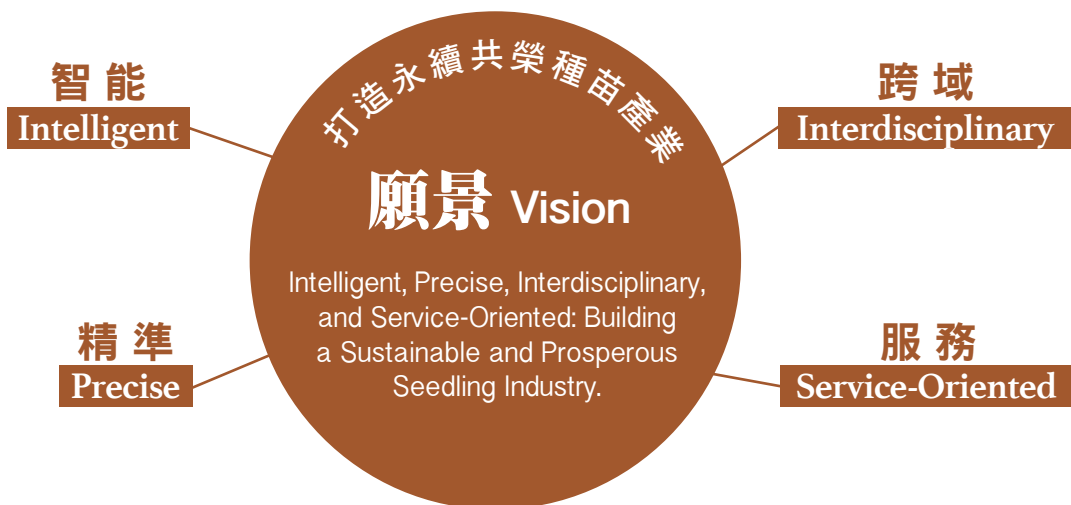 智能
Intelligent
精準
Precise
打造永續共榮種苗產業
願景 Vision
Intelligent, Precise, Interdisciplinary,
and Service-Oriented: Building
a Sustainable and Prosperous
Seedling Industry.
跨域
Interdisciplinary
服務
Service-Oriented